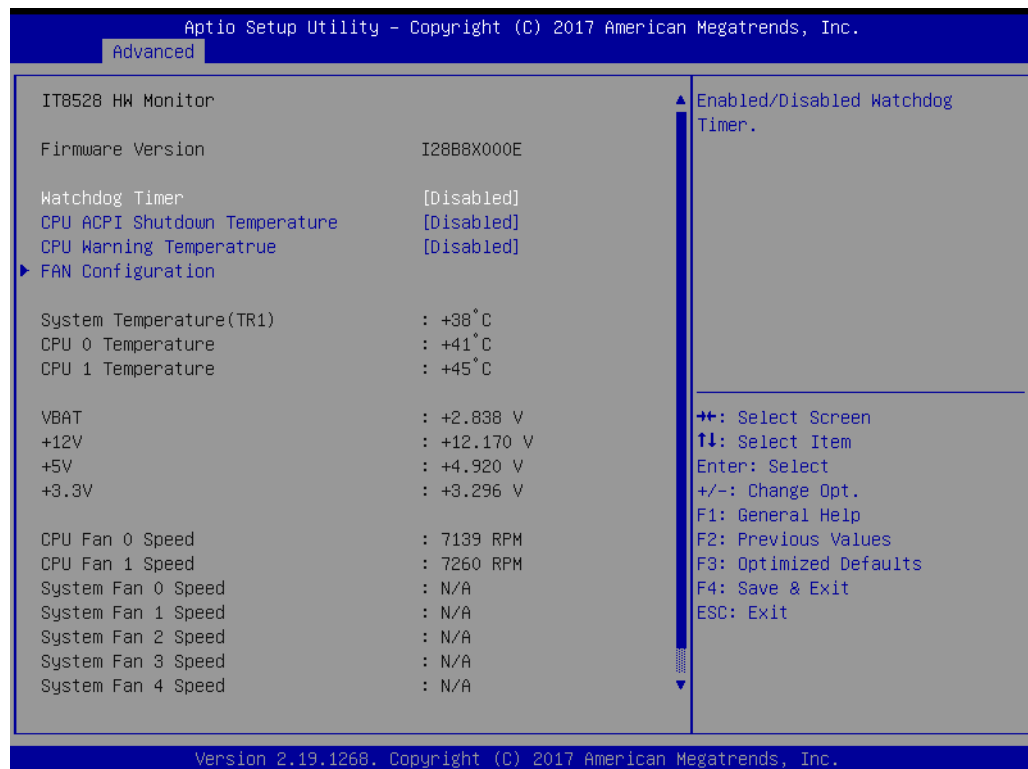 Aptio Setup Utility – Copyright (C) 2017 American Megatrends, Inc.
Advanced
IT8528 HW Monitor
Firmware Version I28B8X000E
Watchdog Timer [Disabled]
CPU ACPI Shutdown Temperature [Disabled]
CPU Warning Temperatrue [Disabled]
FAN Configuration
System Temperature(TR1) : +38°C
CPU 0 Temperature : +41°C
CPU 1 Temperature : +45°C
VBAT : +2.838 V
+12V : +12.170 V
+5V : +4.920 V
+3.3V : +3.296 V
CPU Fan 0 Speed : 7139 RPM
CPU Fan 1 Speed : 7260 RPM
System Fan 0 Speed : N/A
System Fan 1 Speed : N/A
System Fan 2 Speed : N/A
System Fan 3 Speed : N/A
System Fan 4 Speed : N/A
Enabled/Disabled Watchdog
Timer.
→←: Select Screen
↑↓: Select Item
Enter: Select
+/-: Change Opt.
F1: General Help
F2: Previous Values
F3: Optimized Defaults
F4: Save & Exit
ESC: Exit
Version 2.19.1268. Copyright (C) 2017 American Megatrends, Inc.